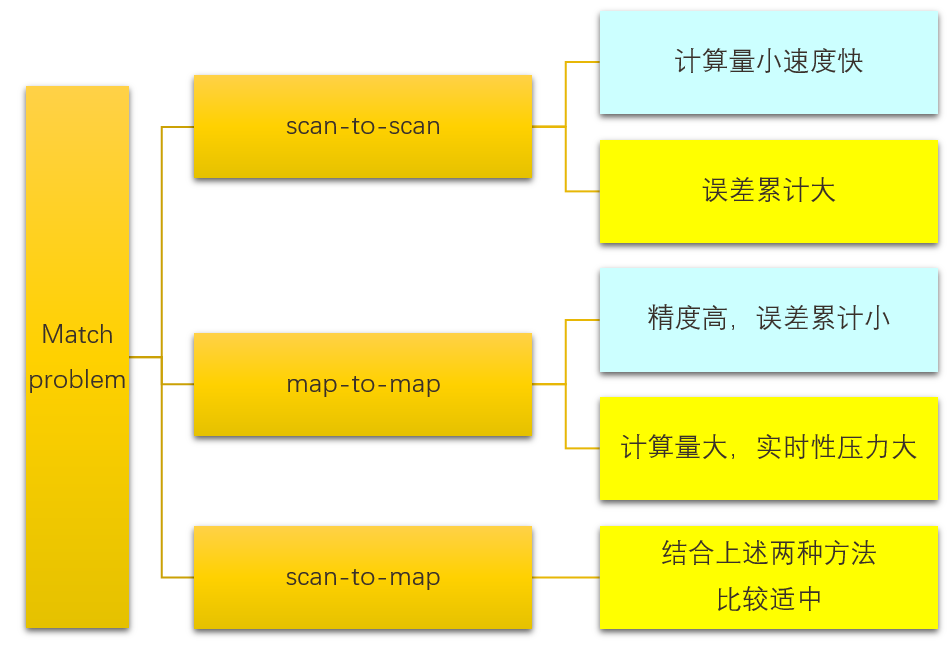 Match
problem
scan-to-scan
计算量小速度快
误差累计大
map-to-map
精度高，误差累计小
计算量大，实时性压力大
scan-to-map
结合上述两种方法
比较适中